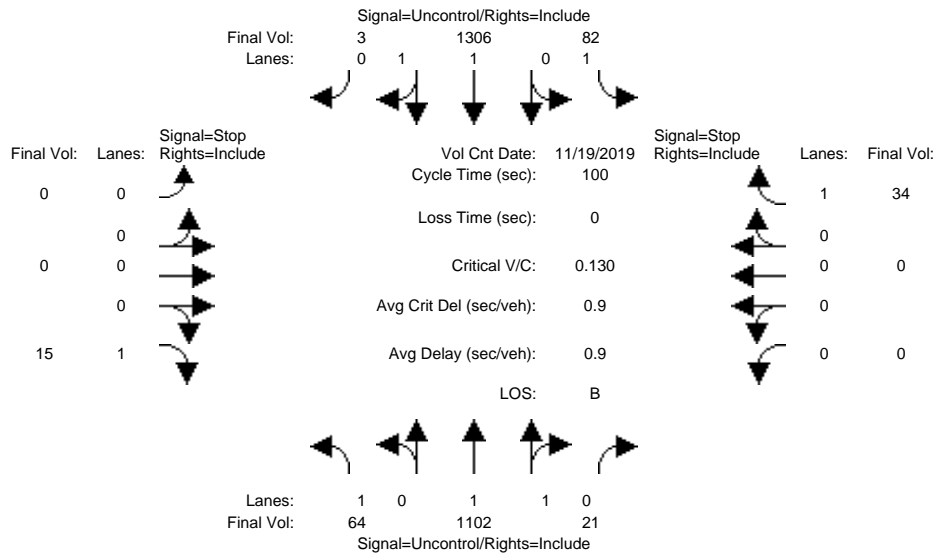 Signal=Uncontrol/Rights=Include
Final Vol: 3 1306 82
Lanes: 0 1 1 0 1
Signal=Stop
Final Vol: Lanes: Rights=Include
Vol Cnt Date: 11/19/2019
Signal=Stop
Rights=Include Lanes: Final Vol:
Cycle Time (sec): 100
0 0
1 34
Loss Time (sec): 0
0
0
0 0
Critical V/C: 0.130
0 0
0
Avg Crit Del (sec/veh): 0.9
0
15 1
Avg Delay (sec/veh): 0.9
0 0
LOS: B
Lanes: 1 0 1 1 0
Final Vol: 64 1102 21
Signal=Uncontrol/Rights=Include